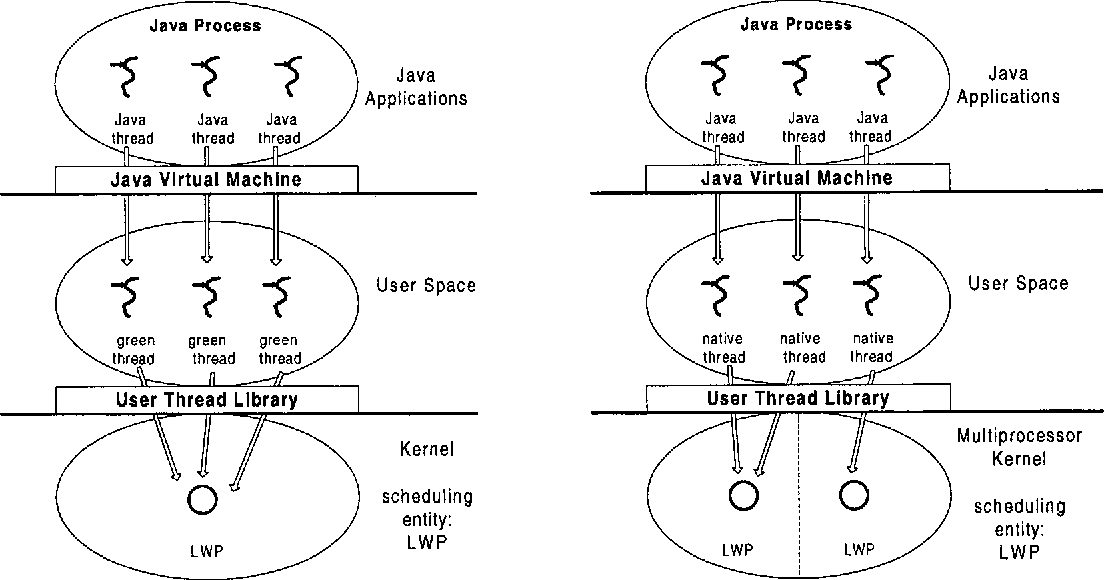 Java Process
Java
Applications
Java Java Java
thread thread thread
Java Virtual Machine
User Space
green green green
thread thread thread
User Thread Library
Kernel
scheduling
entity:
LWP
LWP
Java Process
Java
Applications
Java Java Java
thread thread thread
Java Virtual Machine
User Space
native native native
thread thread thread
User Thread Library
Multiprocessor
Kernel
scheduling
entity:
LWP
LWP LWP